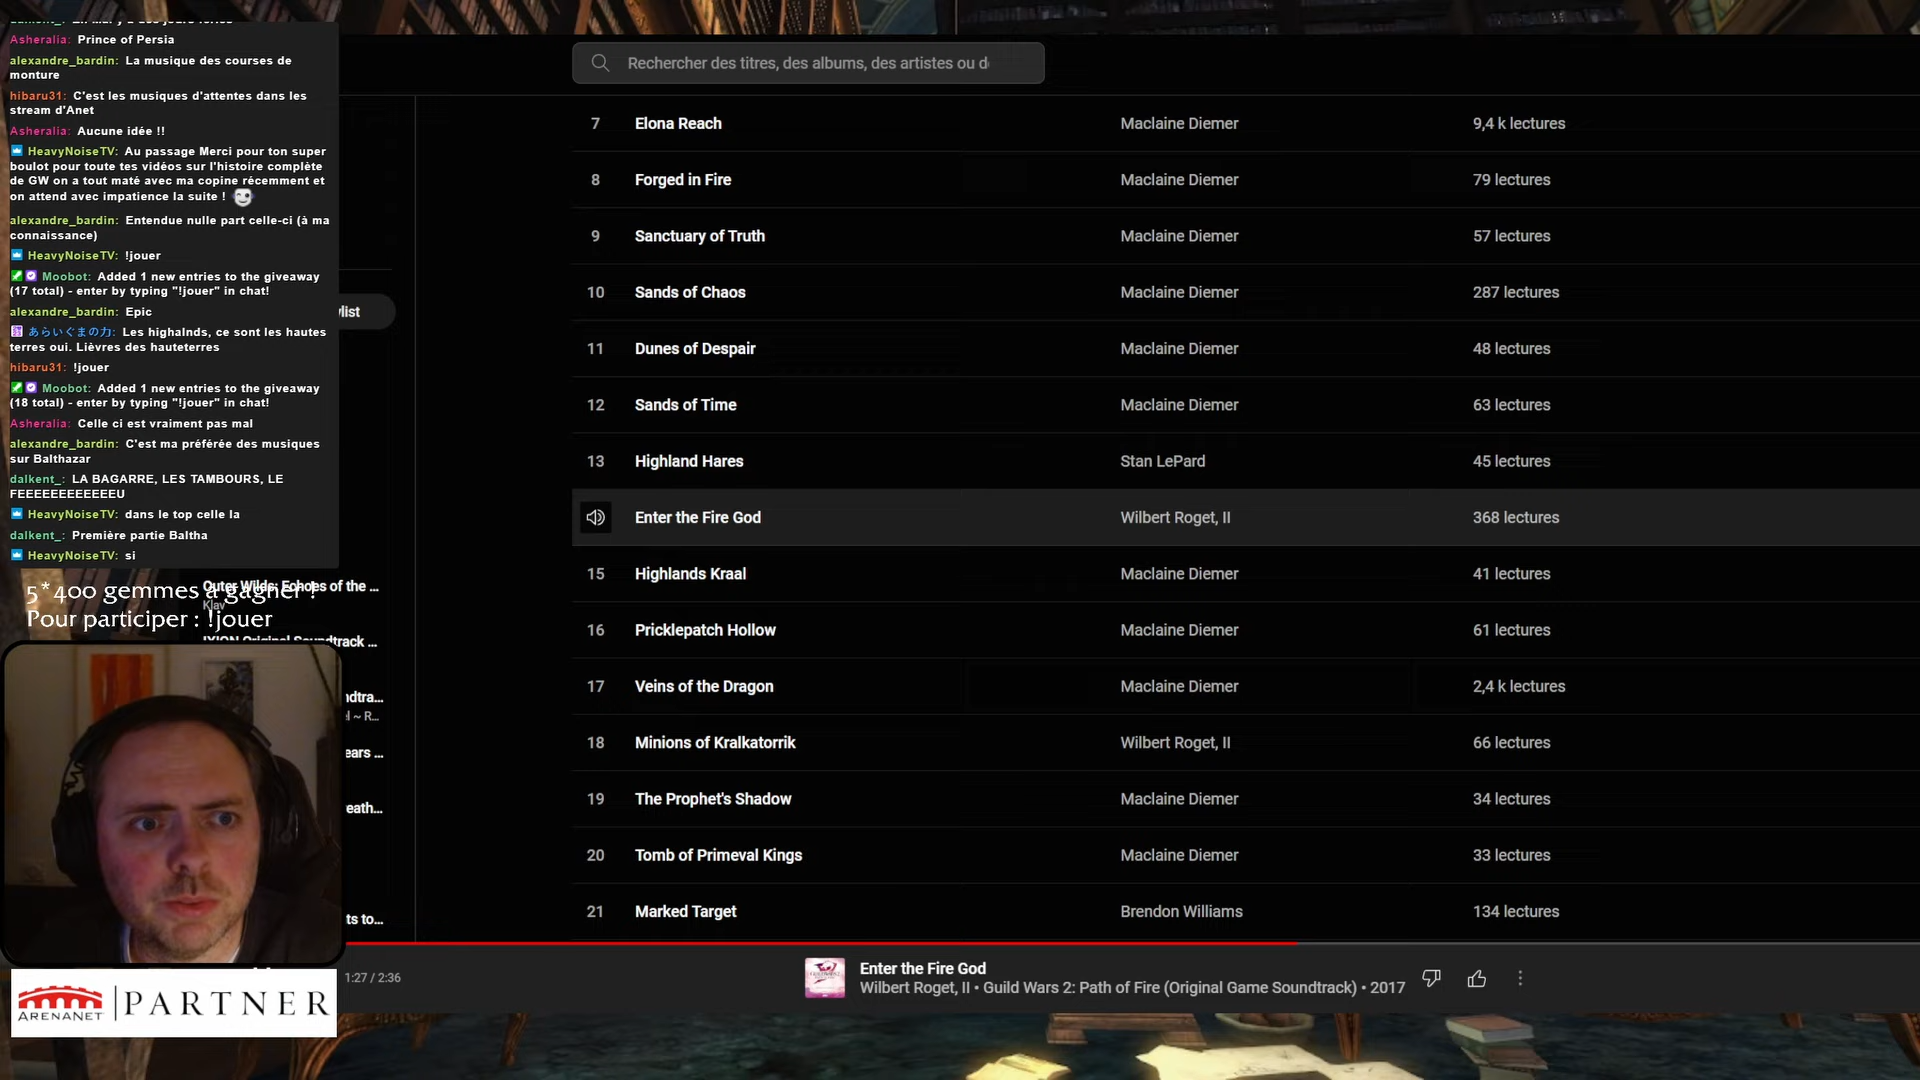 Asheralia: Prince of Persia
alexandre_bardin: La musique des courses de
monture
hibaru31: C'est les musiques d'attentes dans les
stream d'Anet
Asheralia: Aucune idée !!
HeavyNoiseTV: Au passage Merci pour ton super
boulot pour toute tes vidéos sur l'histoire complète
de GW on a tout maté avec ma copine récemment et
on attend avec impatience la suite !
alexandre_bardin: Entendue nulle part celle-ci (à ma
connaissance)
HeavyNoiseTV: !jouer
Moobot: Added 1 new entries to the giveaway
(17 total) - enter by typing "!jouer" in chat!
alexandre_bardin: Epic
あらいぐまの力: Les highalnds, ce sont les hautes
terres oui. Lièvres des hauteterres
hibaru31: !jouer
Moobot: Added 1 new entries to the giveaway
(18 total) - enter by typing "!jouer" in chat!
Asheralia: Celle ci est vraiment pas mal
alexandre_bardin: C'est ma préférée des musiques
sur Balthazar
dalkent_: LA BAGARRE, LES TAMBOURS, LE
FEEEEEEEEEEEEU
HeavyNoiseTV: dans le top celle la
dalkent_: Première partie Baltha
HeavyNoiseTV: si
5*400 gemmes à gagner !
Pour participer : !jouer
Outer Wilds: Echoes of the ...
Klav
IXION Original Soundtrack ...
ndtra...
l ~ R...
ears ...
eath...
ts to...
ylist
ARENANET | PARTNER
Rechercher des titres, des albums, des artistes ou d
7 Elona Reach Maclaine Diemer 9,4 k lectures
8 Forged in Fire Maclaine Diemer 79 lectures
9 Sanctuary of Truth Maclaine Diemer 57 lectures
10 Sands of Chaos Maclaine Diemer 287 lectures
11 Dunes of Despair Maclaine Diemer 48 lectures
12 Sands of Time Maclaine Diemer 63 lectures
13 Highland Hares Stan LePard 45 lectures
Enter the Fire God Wilbert Roget, II 368 lectures
15 Highlands Kraal Maclaine Diemer 41 lectures
16 Pricklepatch Hollow Maclaine Diemer 61 lectures
17 Veins of the Dragon Maclaine Diemer 2,4 k lectures
18 Minions of Kralkatorrik Wilbert Roget, II 66 lectures
19 The Prophet's Shadow Maclaine Diemer 34 lectures
20 Tomb of Primeval Kings Maclaine Diemer 33 lectures
21 Marked Target Brendon Williams 134 lectures
1:27 / 2:36
Enter the Fire God
Wilbert Roget, II • Guild Wars 2: Path of Fire (Original Game Soundtrack) • 2017